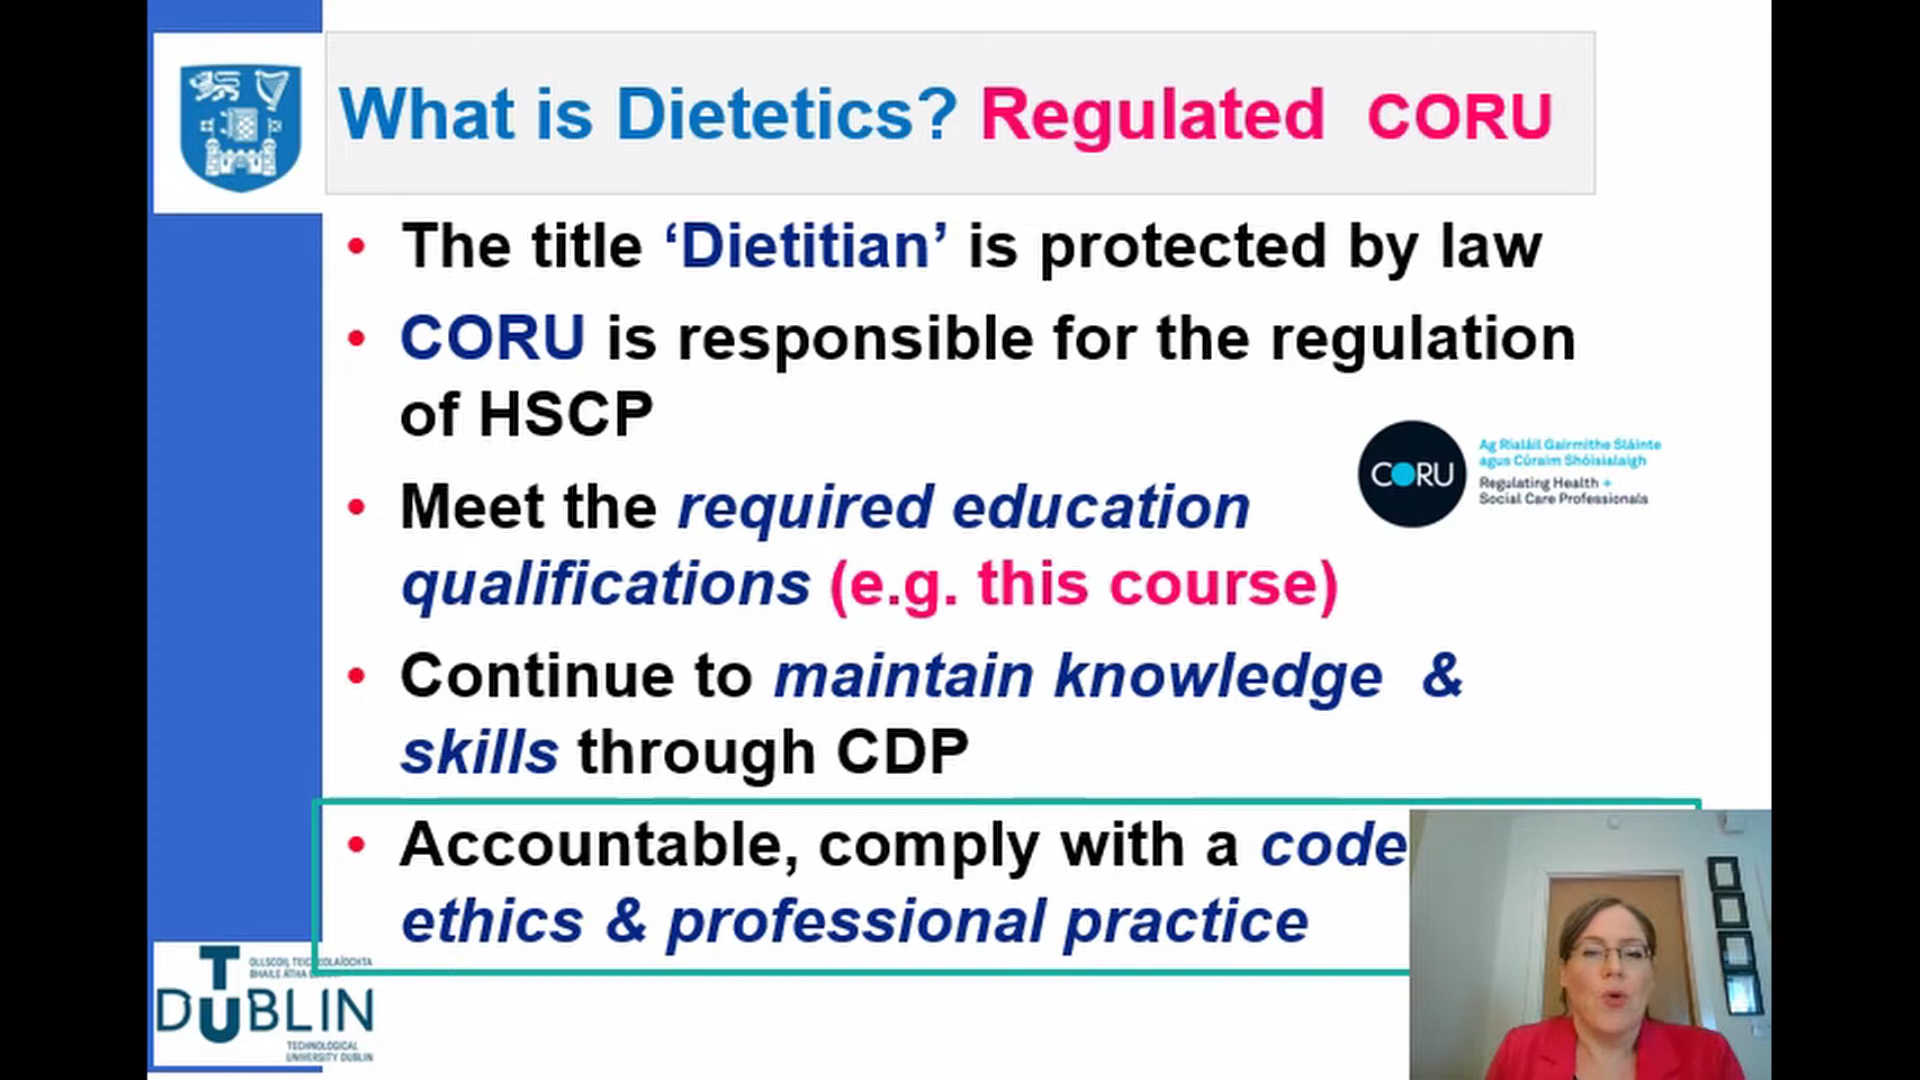 What is Dietetics? Regulated CORU
• The title ‘Dietitian’ is protected by law
• CORU is responsible for the regulation
of HSCP
CORU
Ag Rialáil Gairmithe Sláinte
agus Cúraim Shóisialaigh
Regulating Health +
Social Care Professionals
• Meet the required education
qualifications (e.g. this course)
• Continue to maintain knowledge &
skills through CDP
• Accountable, comply with a code
ethics & professional practice
OLLSCOIL
BHAILE ÁTHA
TU DUBLIN
TECHNOLOGICAL
UNIVERSITY DUBLIN